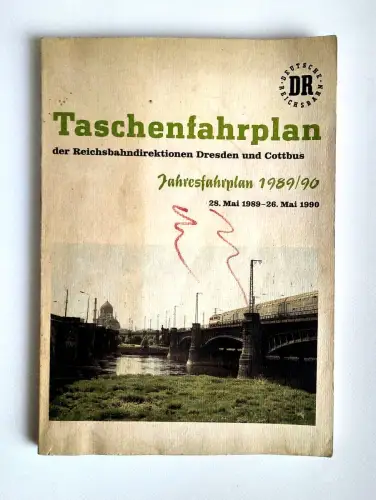 DEUTSCHE
DR
REICHSBAHN
Taschenfahrplan
der Reichsbahndirektionen Dresden und Cottbus
Jahresfahrplan 1989/90
28. Mai 1989–26. Mai 1990